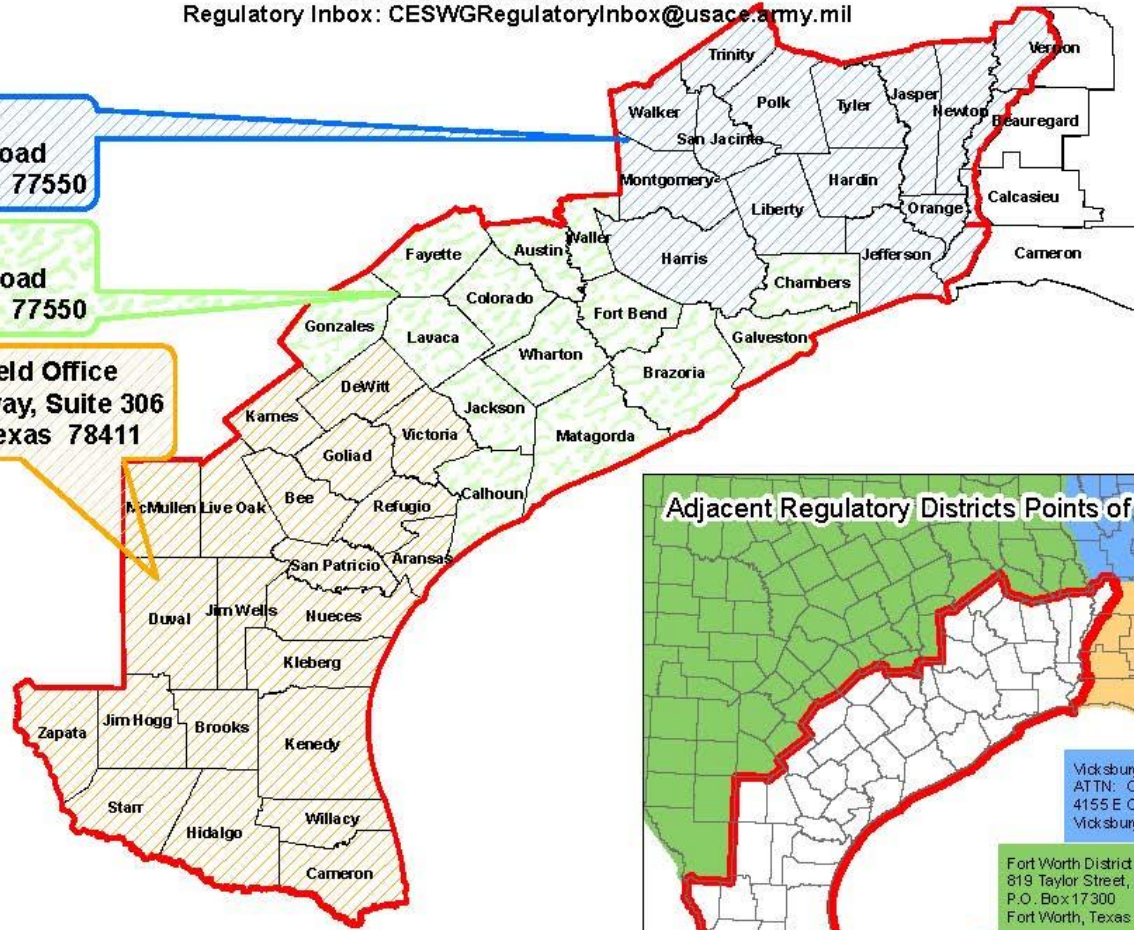 Regulatory Inbox: CESWGRegulatoryInbox@usace.army.mil
oad
77550
oad
77550
eld Office
ay, Suite 306
exas 78411
Trinity
Vernon
Walker
Polk
Tyler
Jasper
Newton
San Jacinto
Beauregard
Montgomery
Hardin
Liberty
Orange
Calcasieu
Harris
Jefferson
Cameron
Fayette
Austin
Waller
Chambers
Colorado
Fort Bend
Gonzales
Lavaca
Galveston
Wharton
Brazoria
DeWitt
Karnes
Jackson
Victoria
Matagorda
Goliad
Calhoun
McMullen
Live Oak
Bee
Refugio
Aransas
San Patricio
Duval
Jim Wells
Nueces
Kleberg
Zapata
Jim Hogg
Brooks
Kenedy
Starr
Hidalgo
Willacy
Cameron
Adjacent Regulatory Districts Points of
Vicksburg
ATTN: C
4155 E C
Vicksburg
Fort Worth District
819 Taylor Street,
P.O. Box 17300
Fort Worth, Texas